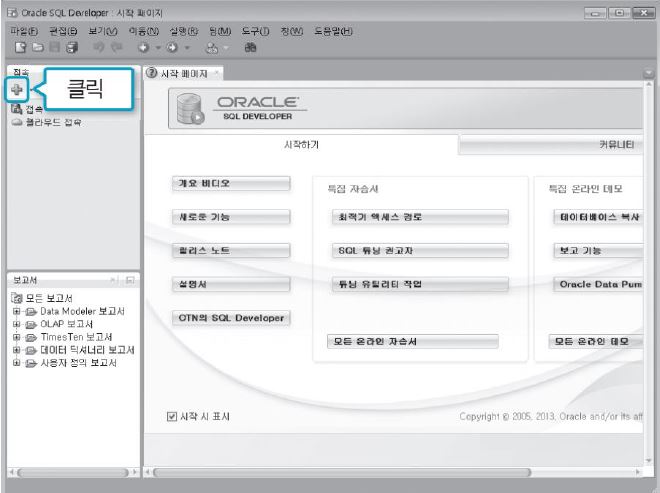 Oracle SQL Developer : 시작 페이지
파일(F) 편집(E) 보기(V) 이동(N) 실행(R) 팀(M) 도구(T) 창(W) 도움말(H)
접속
클릭
접속
클라우드 접속
시작 페이지
ORACLE
SQL DEVELOPER
시작하기
커뮤니티
개요 비디오
새로운 기능
릴리스 노트
설명서
OTN의 SQL Developer
특집 자습서
최적기 액세스 경로
SQL 튜닝 권고자
튜닝 유틸리티 작업
모든 온라인 자습서
특집 온라인 데모
데이터베이스 복사
보고 기능
Oracle Data Pum
모든 온라인 데모
시작 시 표시
Copyright © 2005, 2013, Oracle and/or its aff
보고서
모든 보고서
Data Modeler 보고서
OLAP 보고서
TimesTen 보고서
데이터 딕셔너리 보고서
사용자 정의 보고서